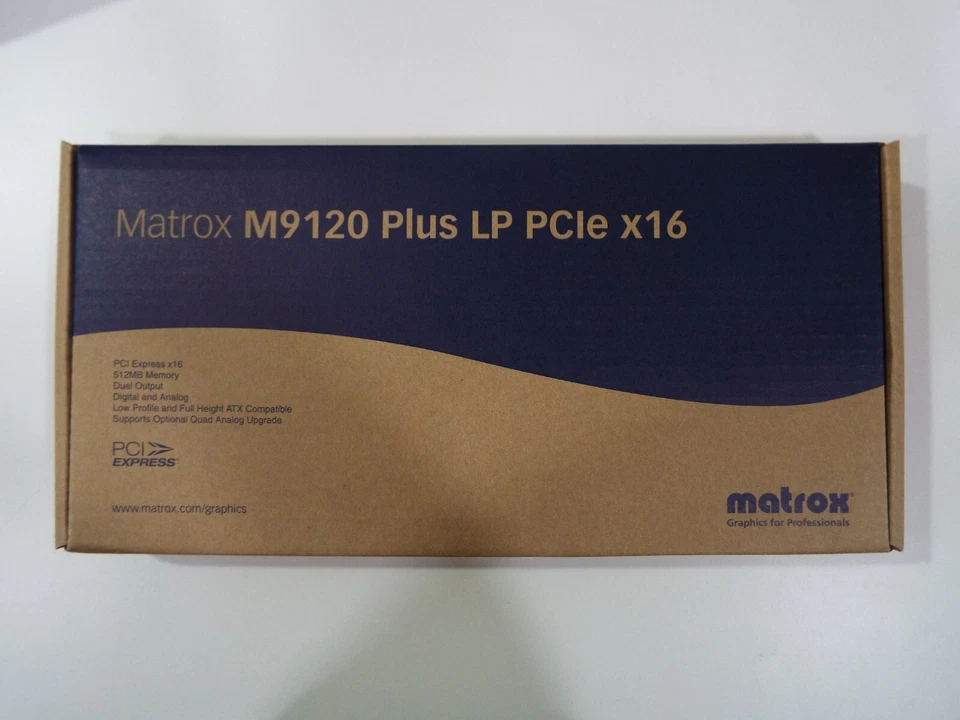 Matrox M9120 Plus LP PCIe x16
PCI Express x16
512MB Memory
Dual Output
Digital and Analog
Low Profile and Full Height ATX Compatible
Supports Optional Quad Analog Upgrade
PCI
EXPRESS
www.matrox.com/graphics
matrox
Graphics for Professionals